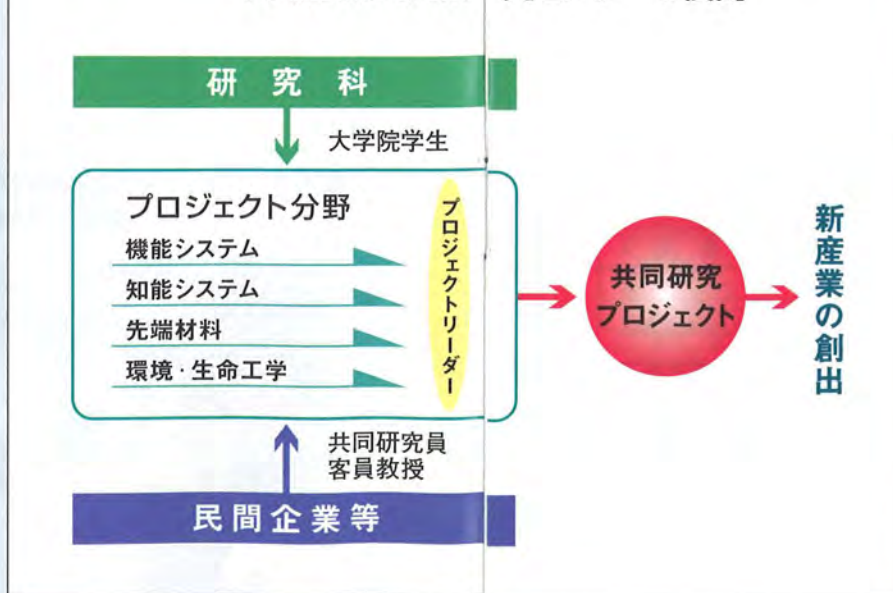 研究科
大学院学生
プロジェクト分野
機能システム
知能システム
先端材料
環境・生命工学
プロジェクトリーダー
共同研究員
客員教授
民間企業等
共同研究
プロジェクト
新産業の創出